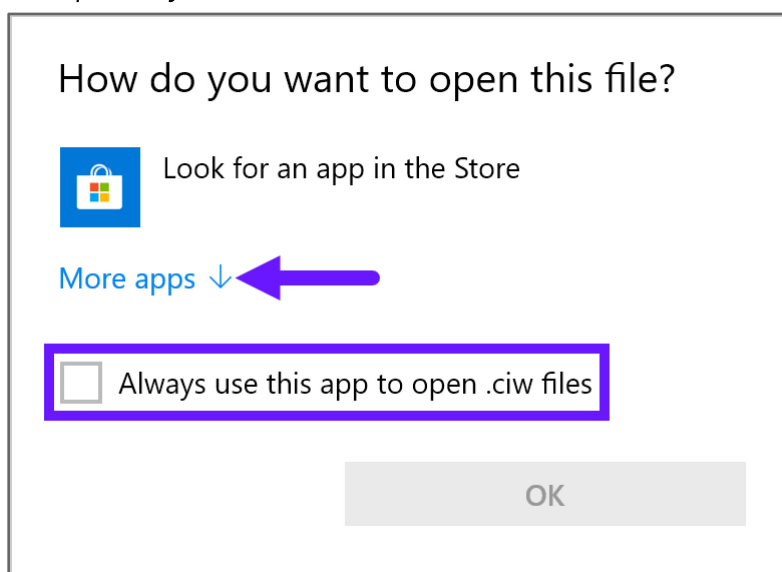 How do you want to open this file?
Look for an app in the Store
More apps ↓
Always use this app to open .ciw files
OK